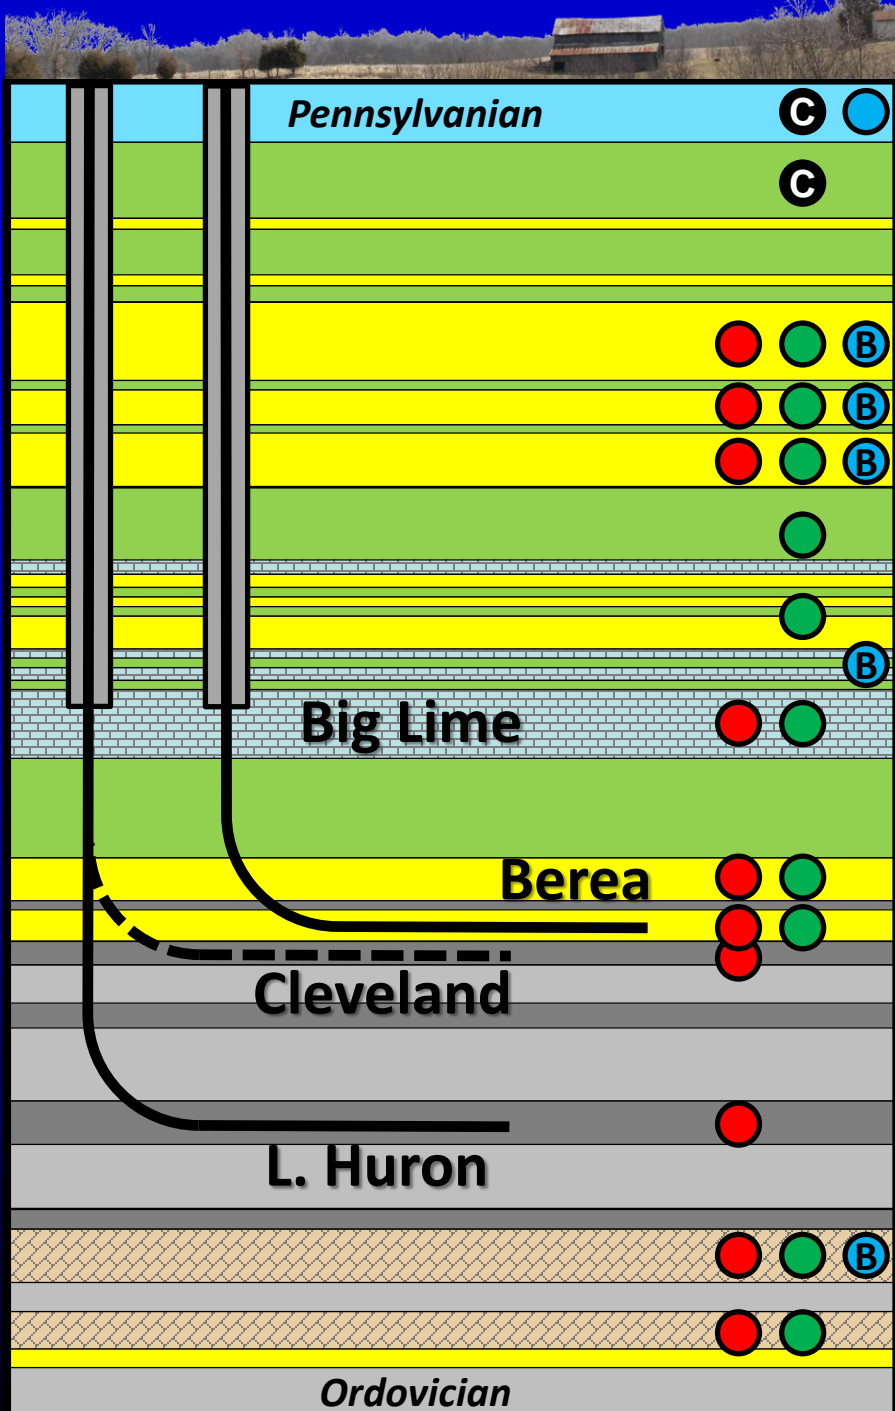 Pennsylvanian C
C
B
B
B
B
Big Lime
Berea
Cleveland
L. Huron
B
Ordovician